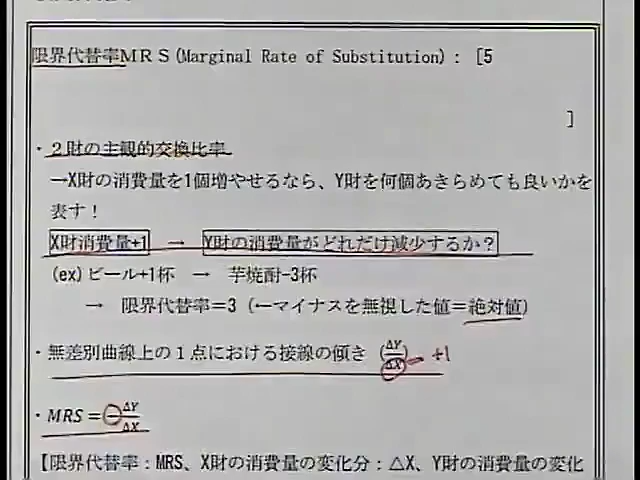 限界代替率ＭＲＳ(Marginal Rate of Substitution)：[5
]
・２財の主観的交換比率
→X財の消費量を1個増やせるなら、Y財を何個あきらめても良いかを
表す！
X財消費量+1 → Y財の消費量がどれだけ減少するか？
(ex)ビール+1杯 → 芋焼酎-3杯
→ 限界代替率＝3（←マイナスを無視した値＝絶対値）
・無差別曲線上の１点における接線の傾き (ΔY/ΔX) +1
・MRS＝－ΔY/ΔX
【限界代替率：MRS、X財の消費量の変化分：△X、Y財の消費量の変化